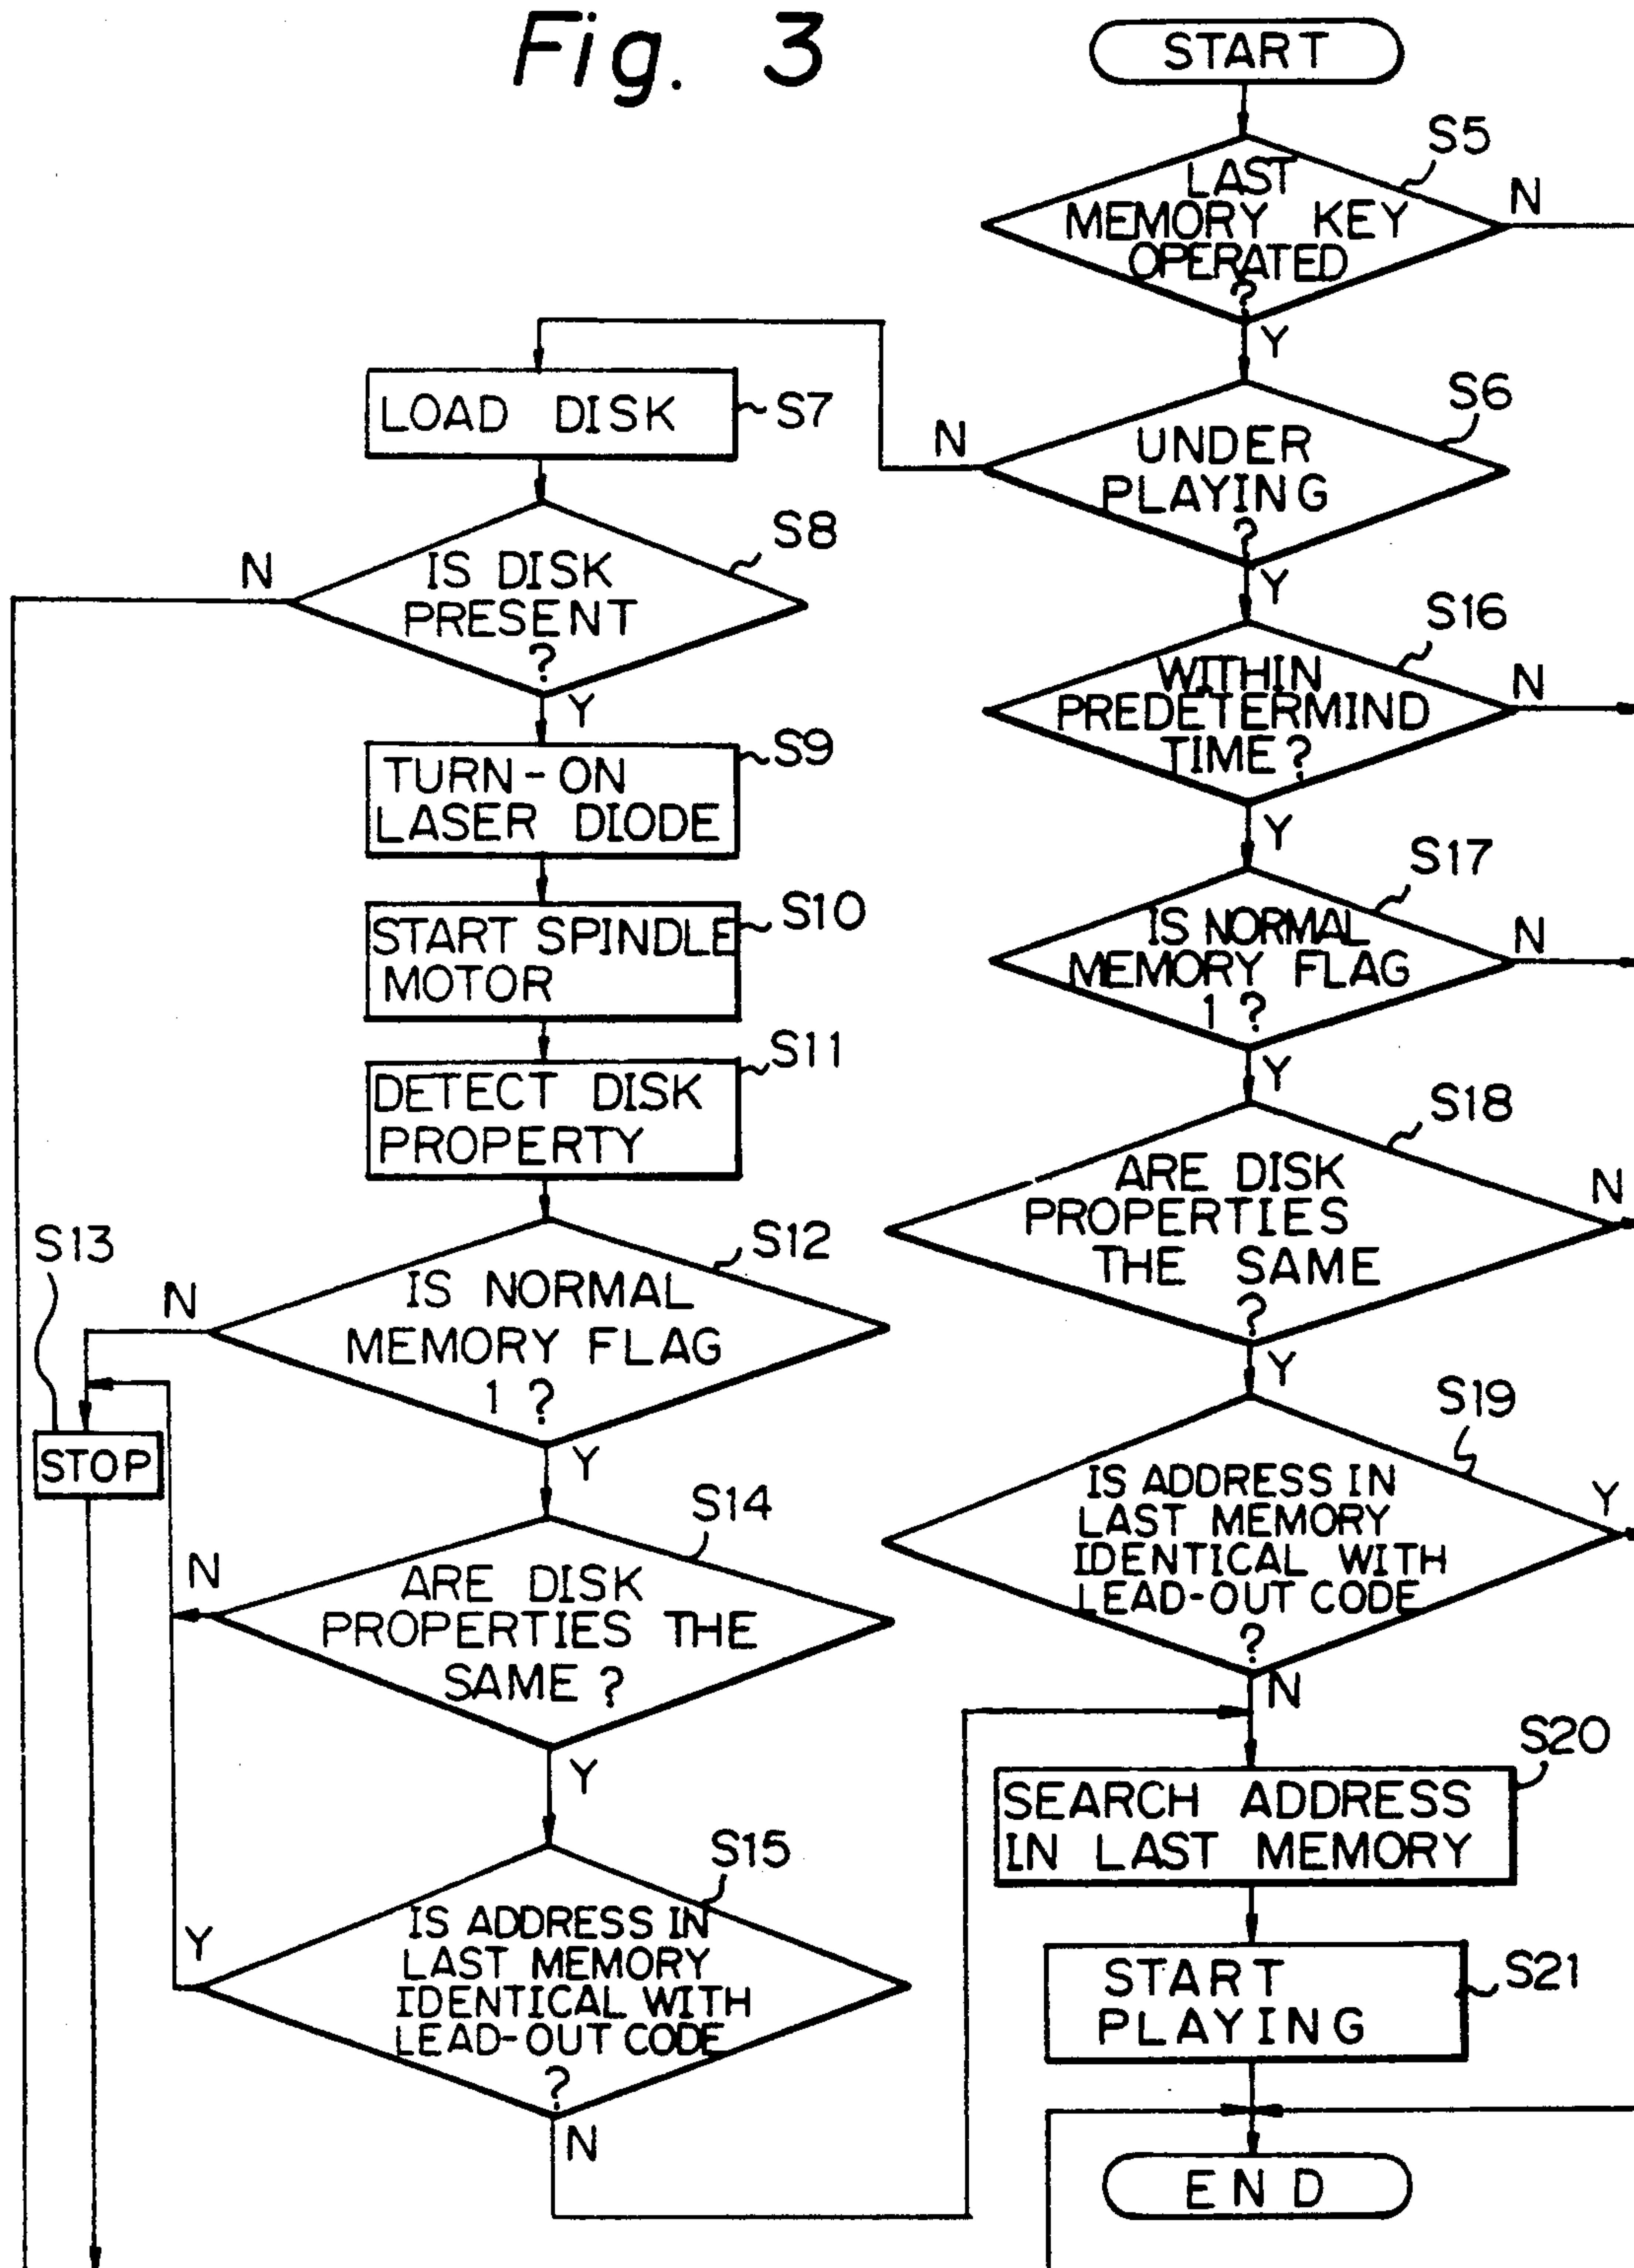 Fig. 3
START
S5
LAST
MEMORY KEY
OPERATED
?
N
Y
S6
UNDER
PLAYING
?
N
Y
LOAD DISK
S7
S8
IS DISK
PRESENT
?
N
Y
TURN-ON
LASER DIODE
S9
START SPINDLE
MOTOR
S10
DETECT DISK
PROPERTY
S11
S12
IS NORMAL
MEMORY FLAG
1 ?
N
Y
S13
STOP
S14
ARE DISK
PROPERTIES THE
SAME ?
N
Y
S15
IS ADDRESS IN
LAST MEMORY
IDENTICAL WITH
LEAD-OUT CODE
?
Y
N
S16
WITHIN
PREDETERMIND
TIME ?
N
Y
S17
IS NORMAL
MEMORY FLAG
1 ?
N
Y
S18
ARE DISK
PROPERTIES
THE SAME
?
N
Y
S19
IS ADDRESS IN
LAST MEMORY
IDENTICAL WITH
LEAD-OUT CODE
?
Y
N
S20
SEARCH ADDRESS
IN LAST MEMORY
START
PLAYING
S21
END